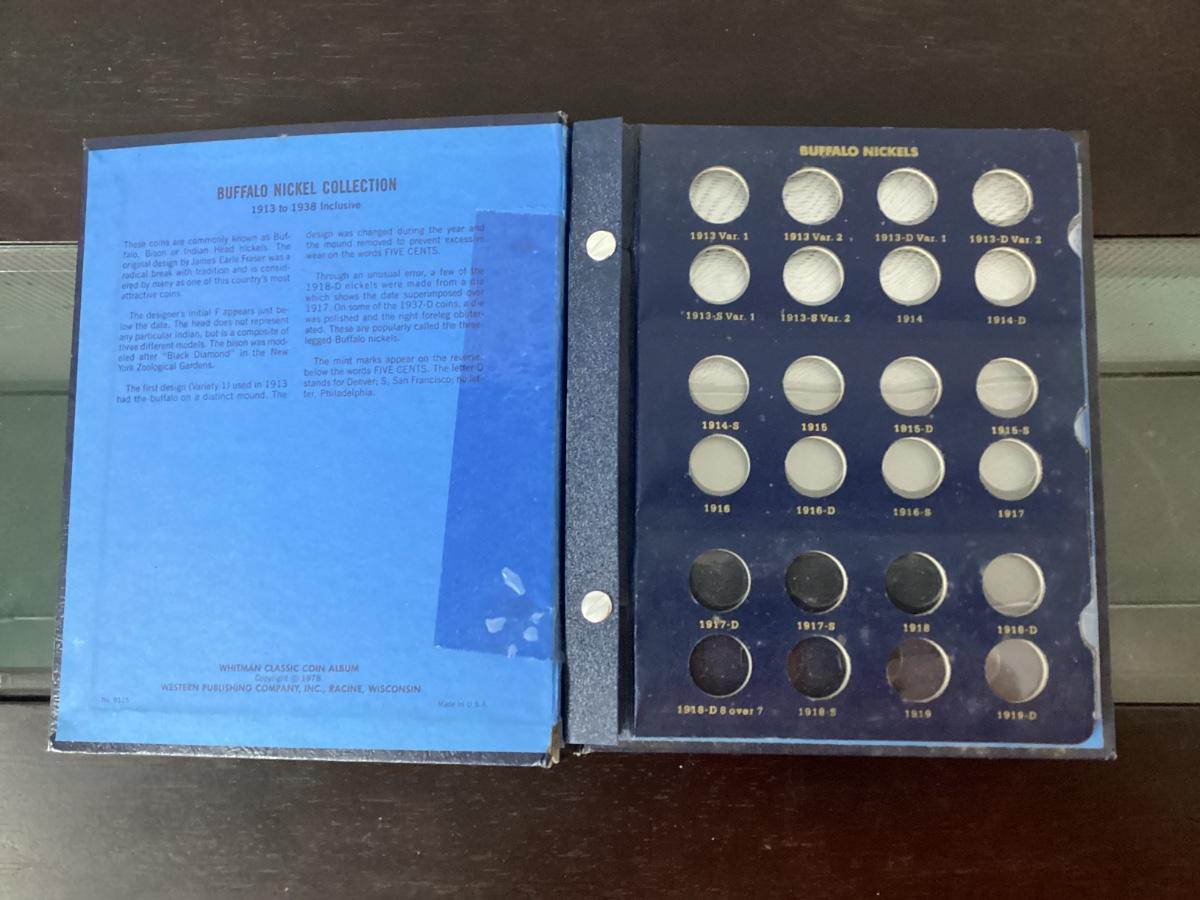 BUFFALO NICKEL COLLECTION
1913 to 1938 Inclusive
These coins are commonly known as Buf-
falo, Bison or Indian Head nickels. The
original design by James Earle Fraser was a
radical break with tradition and is consid-
ered by many as one of this country's most
attractive coins.
The designer's initial F appears just be-
low the date. The head does not represent
any particular Indian, but is a composite of
three different models. The bison was mod-
eled after "Black Diamond" in the New
York Zoological Gardens.
The first design (Variety 1) used in 1913
had the buffalo on a distinct mound. The
design was changed during the year and
the mound removed to prevent excessive
wear on the words FIVE CENTS.
Through an unusual error, a few of the
1918-D nickels were made from a die
which shows the date superimposed over
1917. On some of the 1937-D coins, a die
was polished and the right foreleg obliter-
ated. These are popularly called the three-
legged Buffalo nickels.
The mint marks appear on the reverse,
below the words FIVE CENTS. The letter D
stands for Denver; S, San Francisco; no let-
ter, Philadelphia.
WHITMAN CLASSIC COIN ALBUM
Copyright © 1978
WESTERN PUBLISHING COMPANY, INC., RACINE, WISCONSIN
No. 9115
Made in U.S.A.
BUFFALO NICKELS
1913 Var. 1
1913 Var. 2
1913-D Var. 1
1913-D Var. 2
1913-S Var. 1
1913-S Var. 2
1914
1914-D
1914-S
1915
1915-D
1915-S
1916
1916-D
1916-S
1917
1917-D
1917-S
1918
1918-D
1918-D 8 over 7
1918-S
1919
1919-D